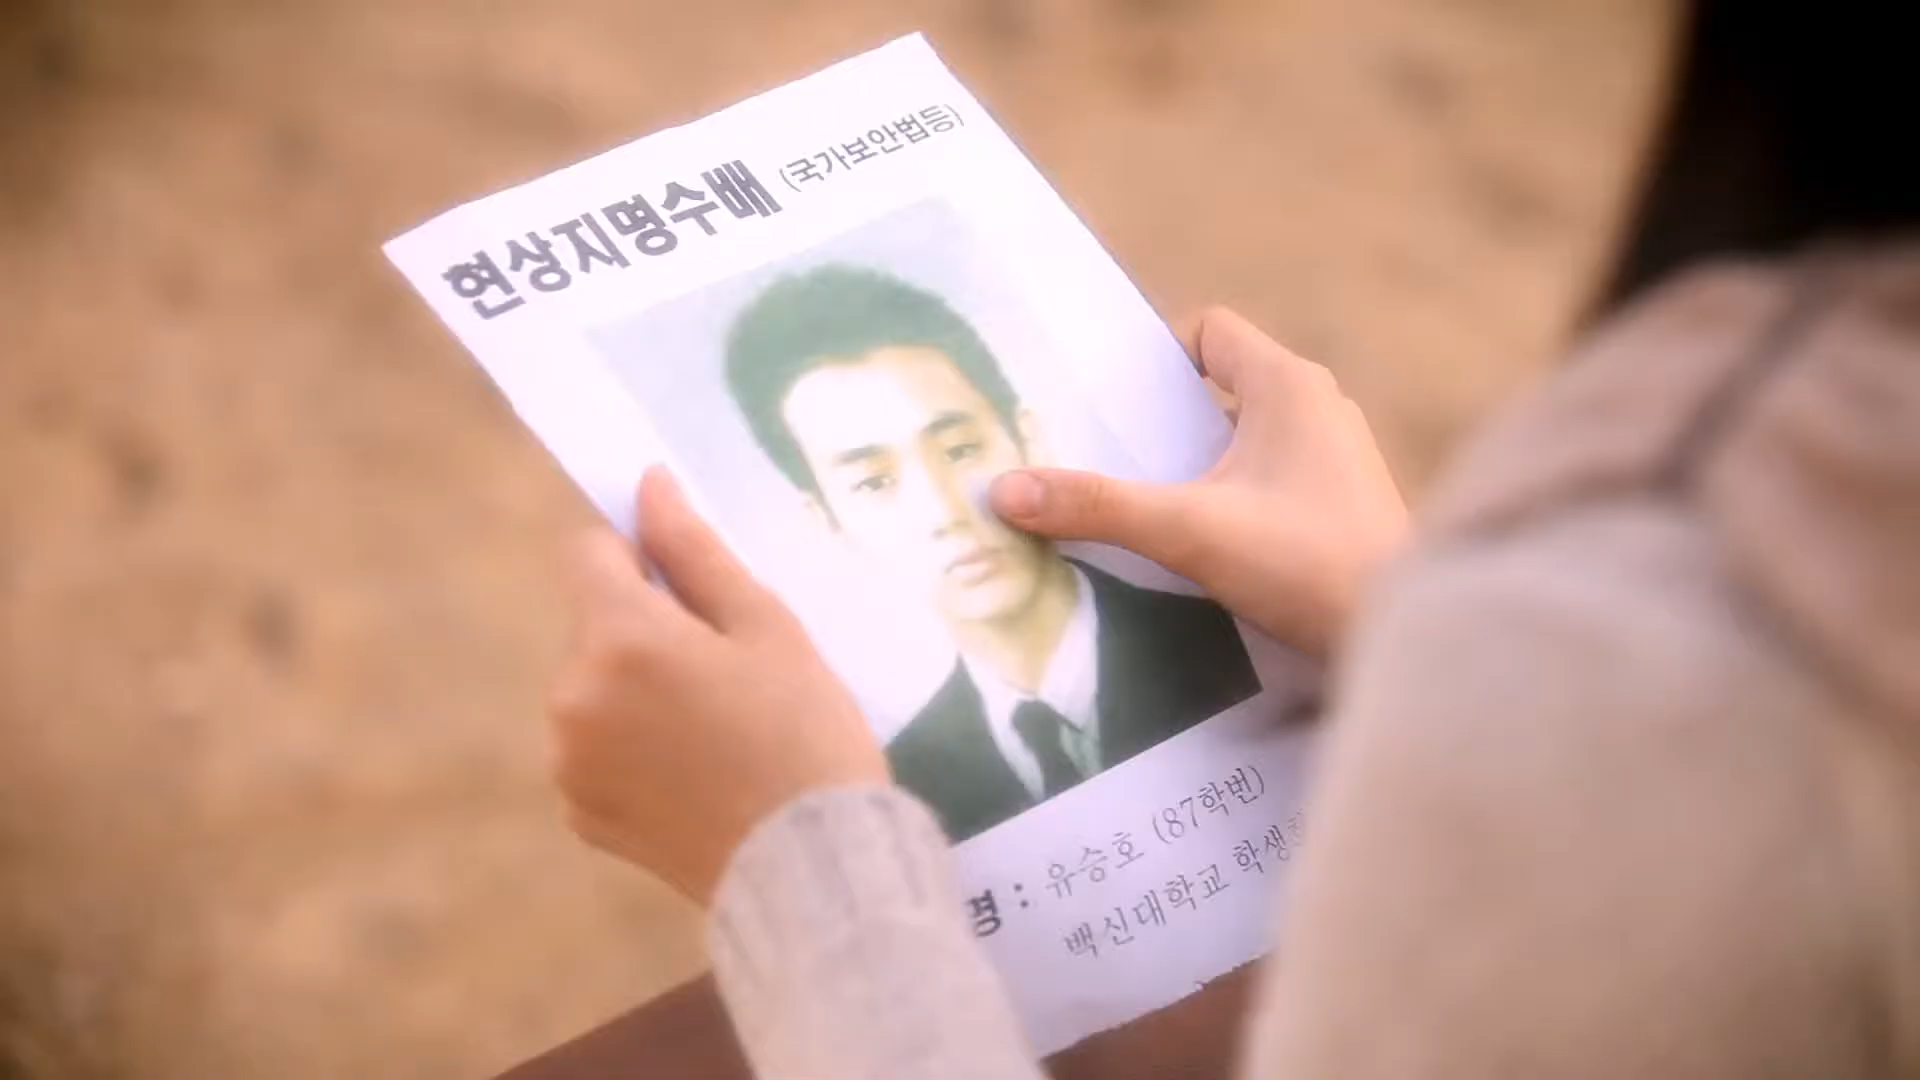 현상지명수배 (국가보안법등)
명 : 유승호 (87학번)
백신대학교 학생